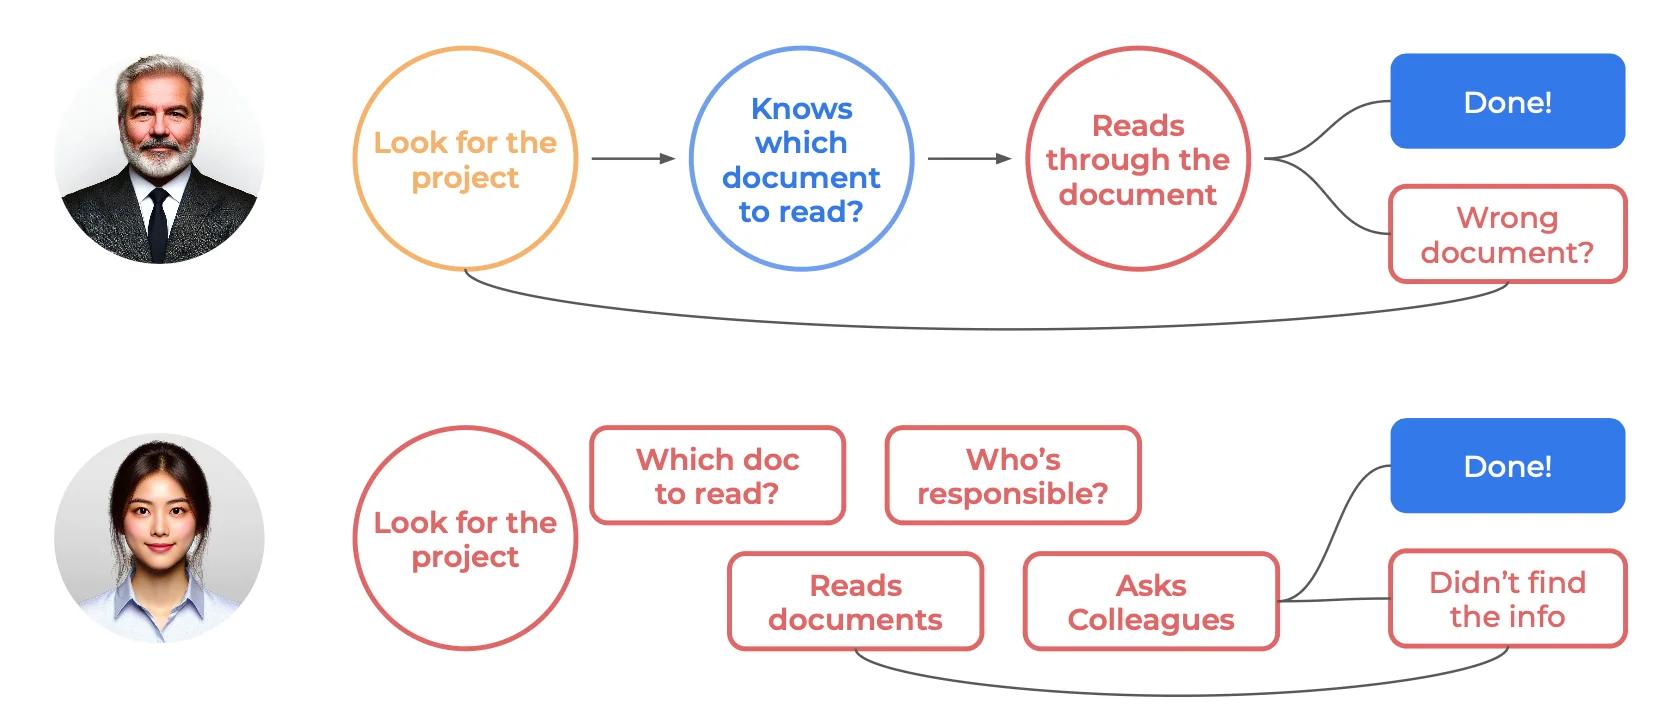 Look for the
project
Knows
which
document
to read?
Reads
through the
document
Done!
Wrong
document?
Look for the
project
Which doc
to read?
Who's
responsible?
Reads
documents
Asks
Colleagues
Done!
Didn't find
the info